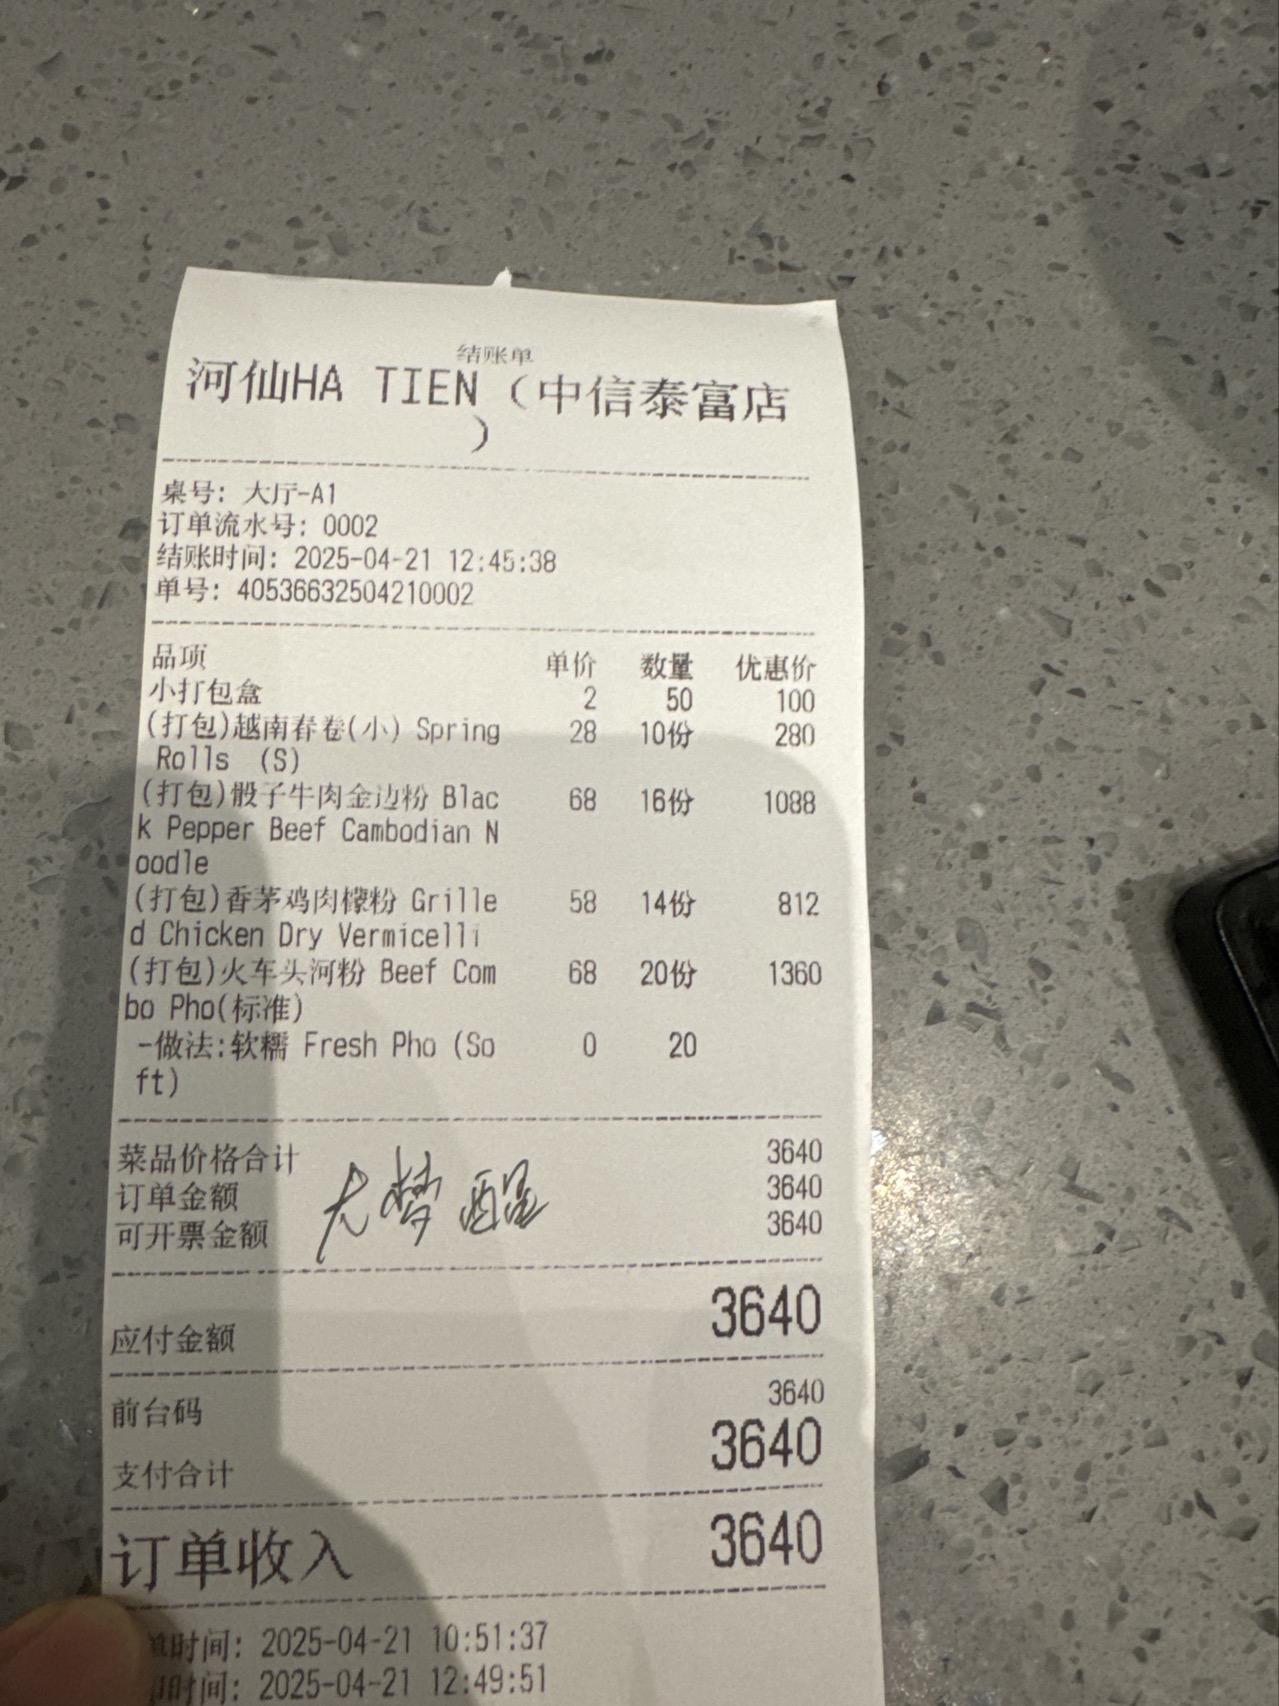 结账单
河仙HA TIEN（中信泰富店
）
桌号: 大厅-A1
订单流水号: 0002
结账时间: 2025-04-21 12:45:38
单号: 40536632504210002
品项 单价 数量 优惠价
小打包盒 2 50 100
(打包)越南春卷(小) Spring 28 10份 280
Rolls (S)
(打包)骰子牛肉金边粉 Blac 68 16份 1088
k Pepper Beef Cambodian N
oodle
(打包)香茅鸡肉檬粉 Grille 58 14份 812
d Chicken Dry Vermicelli
(打包)火车头河粉 Beef Com 68 20份 1360
bo Pho(标准)
-做法:软糯 Fresh Pho (So 0 20
ft)
菜品价格合计 3640
订单金额 3640
可开票金额 3640
梦醒
应付金额 3640
前台码 3640
支付合计 3640
订单收入 3640
单时间: 2025-04-21 10:51:37
时间: 2025-04-21 12:49:51